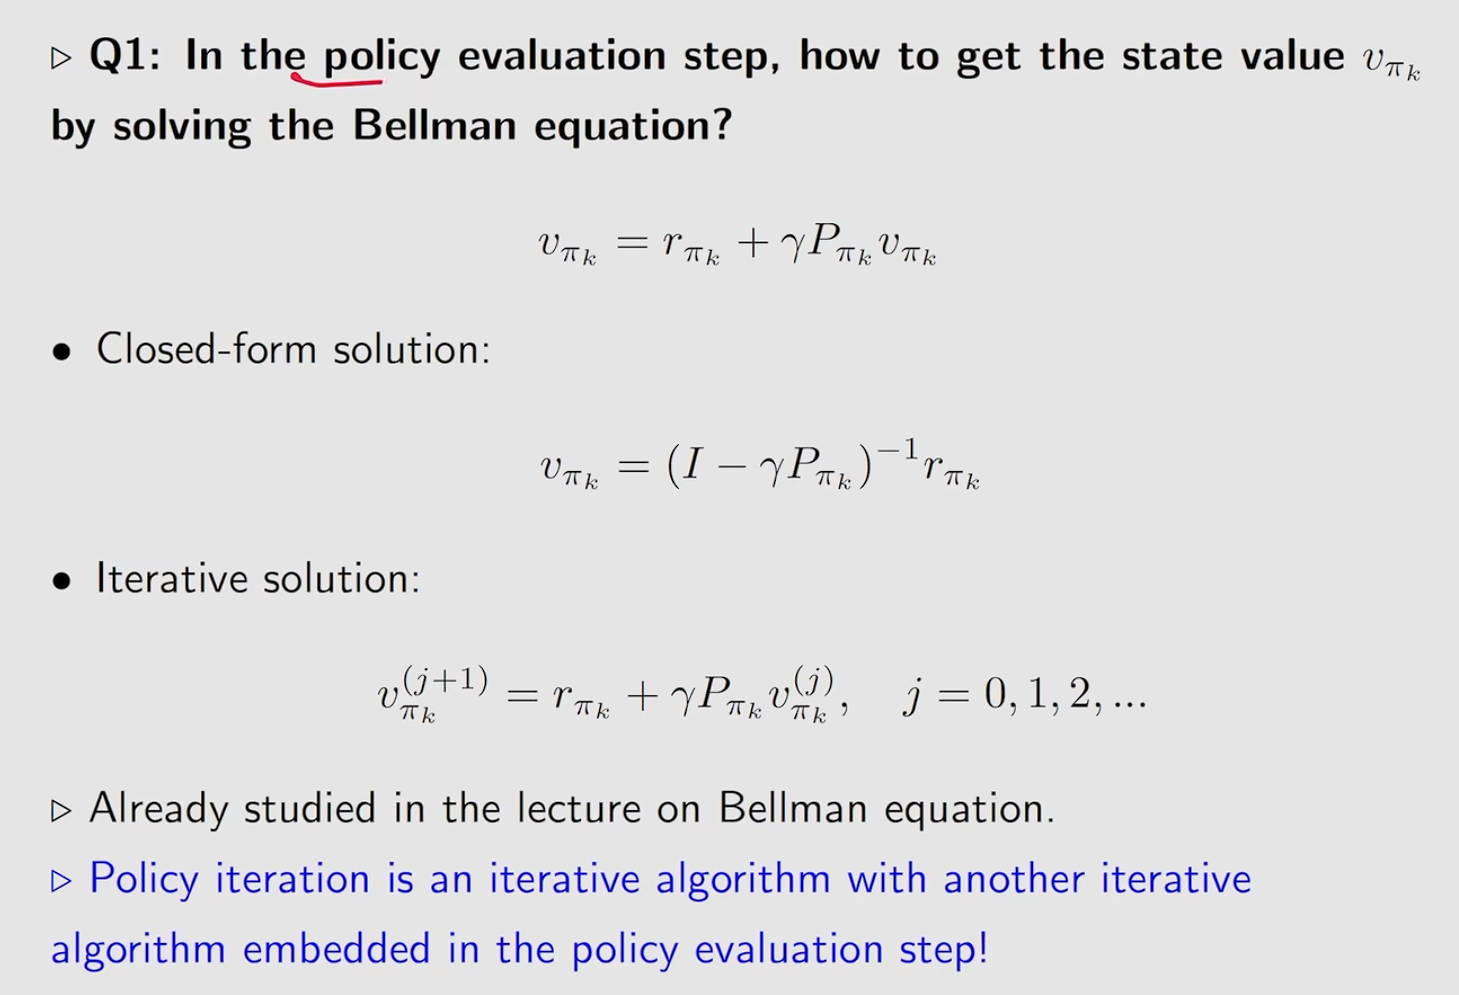 ▷ Q1: In the policy evaluation step, how to get the state value $v_{\pi_k}$
by solving the Bellman equation?
$v_{\pi_k} = r_{\pi_k} + \gamma P_{\pi_k} v_{\pi_k}$
• Closed-form solution:
$v_{\pi_k} = (I - \gamma P_{\pi_k})^{-1} r_{\pi_k}$
• Iterative solution:
$v_{\pi_k}^{(j+1)} = r_{\pi_k} + \gamma P_{\pi_k} v_{\pi_k}^{(j)}, \quad j = 0, 1, 2, ...$
▷ Already studied in the lecture on Bellman equation.
▷ Policy iteration is an iterative algorithm with another iterative
algorithm embedded in the policy evaluation step!